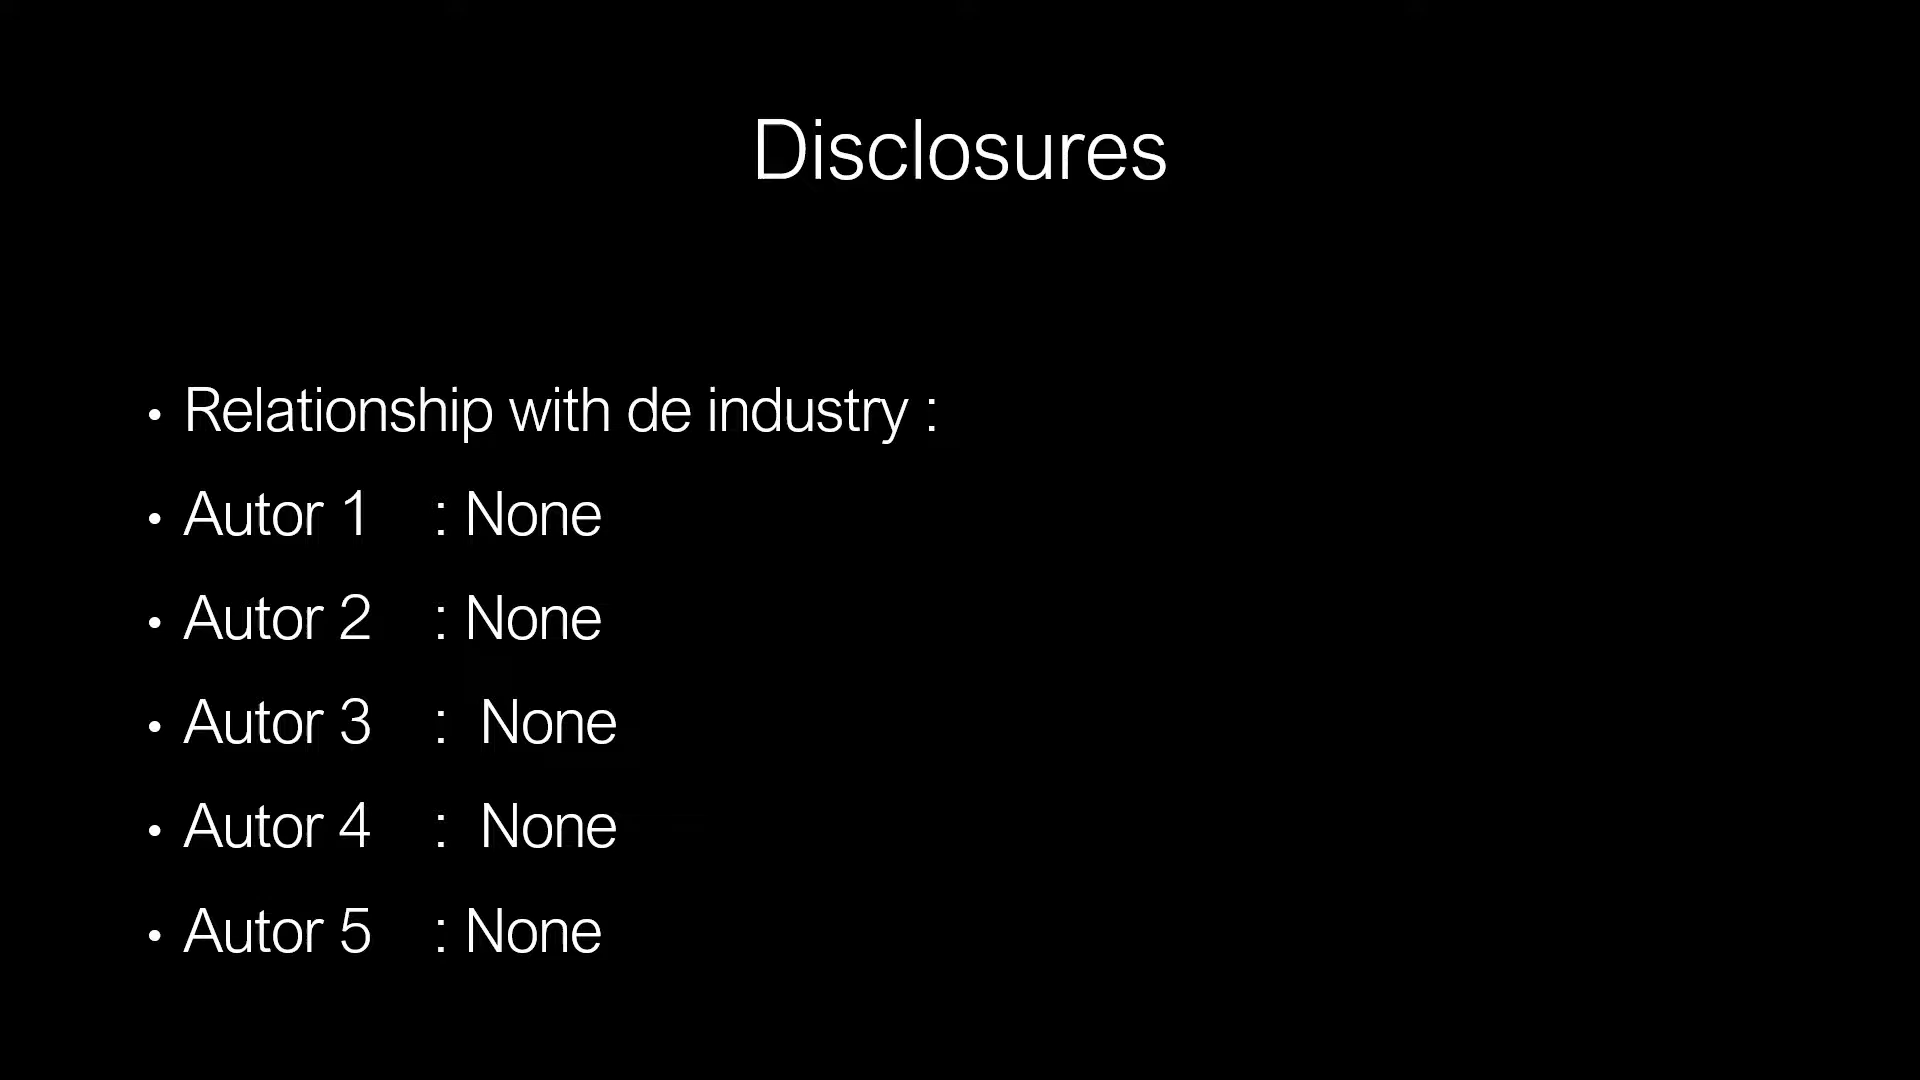 Disclosures
• Relationship with de industry :
• Autor 1 : None
• Autor 2 : None
• Autor 3 : None
• Autor 4 : None
• Autor 5 : None